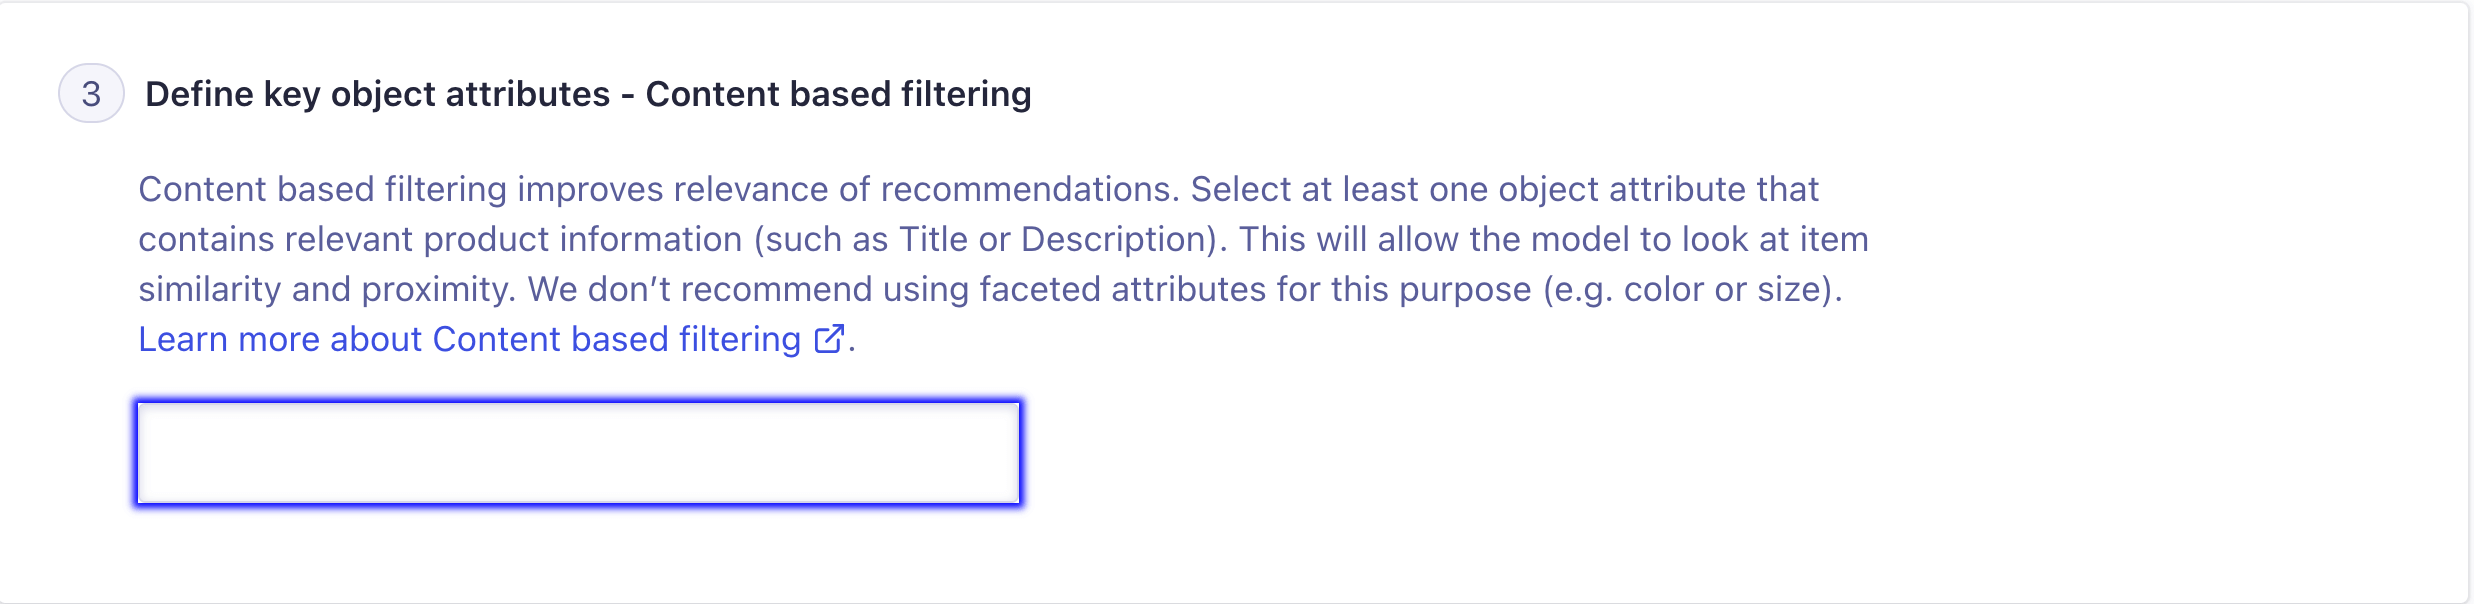 3 Define key object attributes - Content based filtering
Content based filtering improves relevance of recommendations. Select at least one object attribute that
contains relevant product information (such as Title or Description). This will allow the model to look at item
similarity and proximity. We don’t recommend using faceted attributes for this purpose (e.g. color or size).
Learn more about Content based filtering .